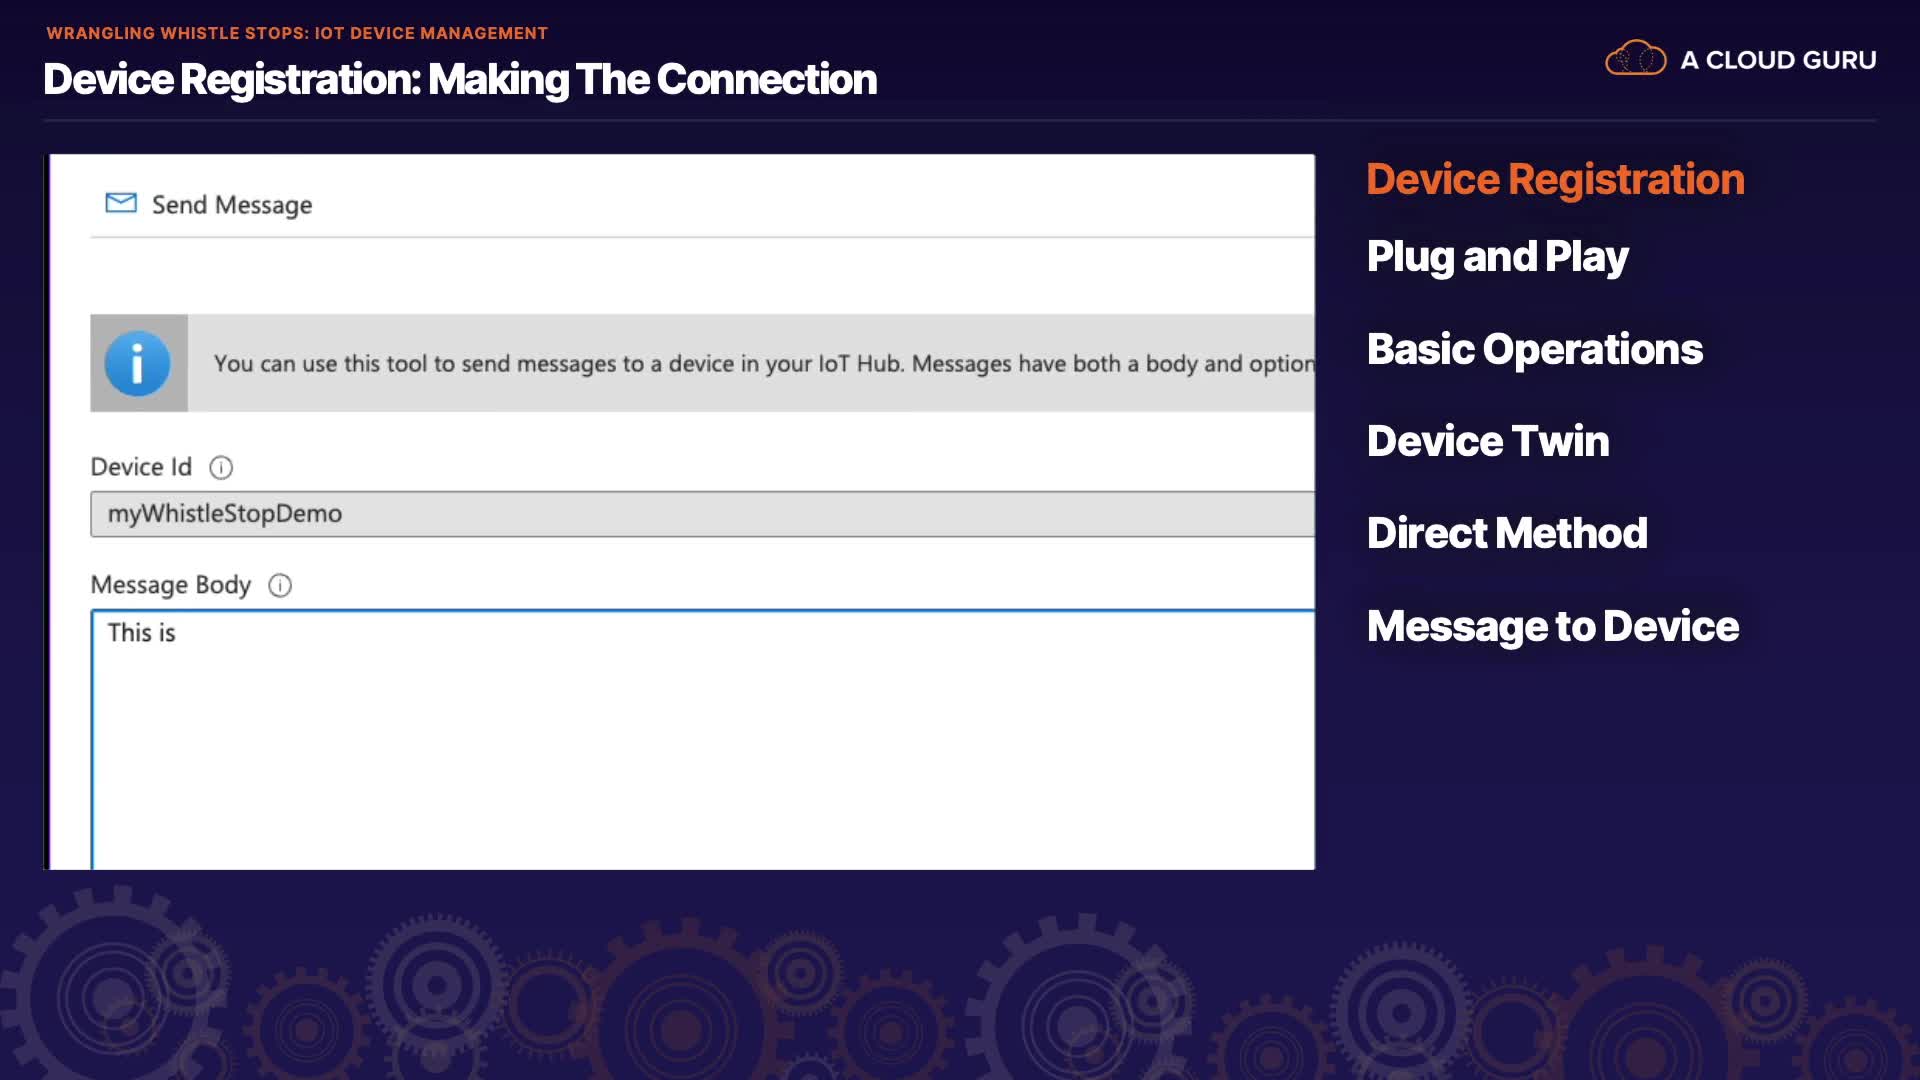 WRANGLING WHISTLE STOPS: IOT DEVICE MANAGEMENT
Device Registration: Making The Connection
A CLOUD GURU
Send Message
You can use this tool to send messages to a device in your IoT Hub. Messages have both a body and option
Device Id
myWhistleStopDemo
Message Body
This is
Device Registration
Plug and Play
Basic Operations
Device Twin
Direct Method
Message to Device